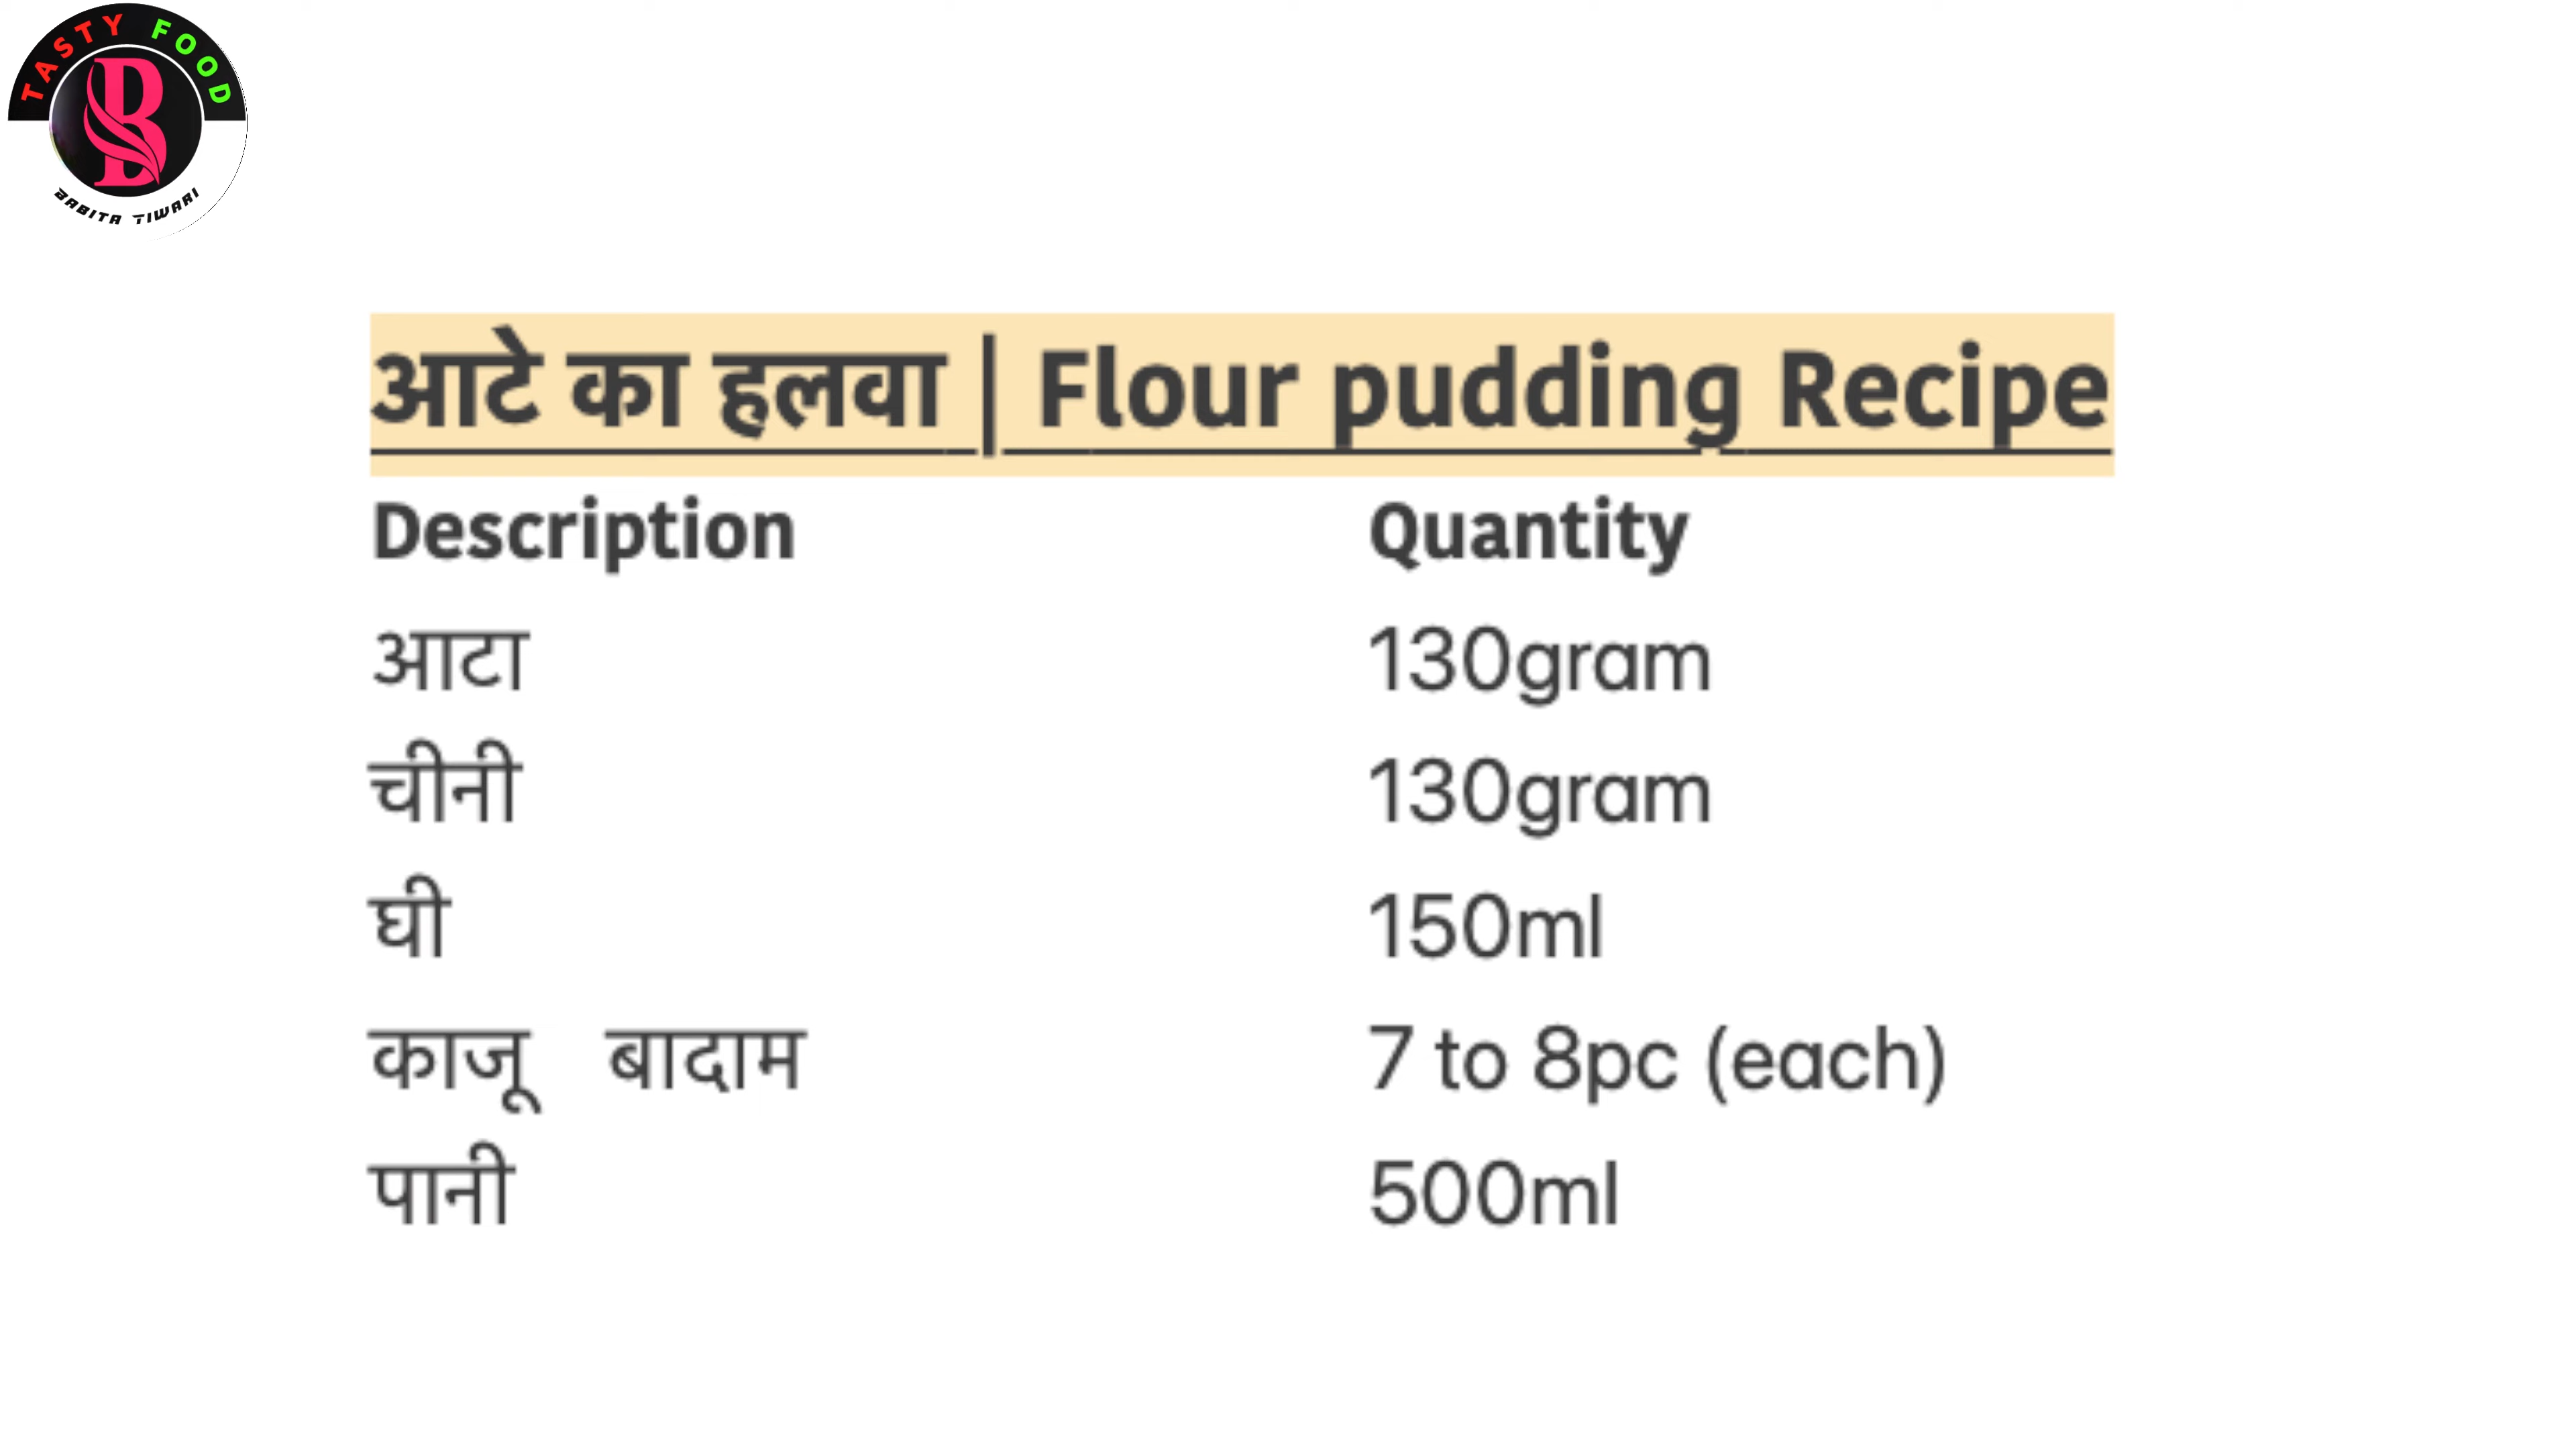 TASTY FOOD
B
BABITA TIWARI
आटे का हलवा | Flour pudding Recipe
Description Quantity
आटा 130gram
चीनी 130gram
घी 150ml
काजू बादाम 7 to 8pc (each)
पानी 500ml